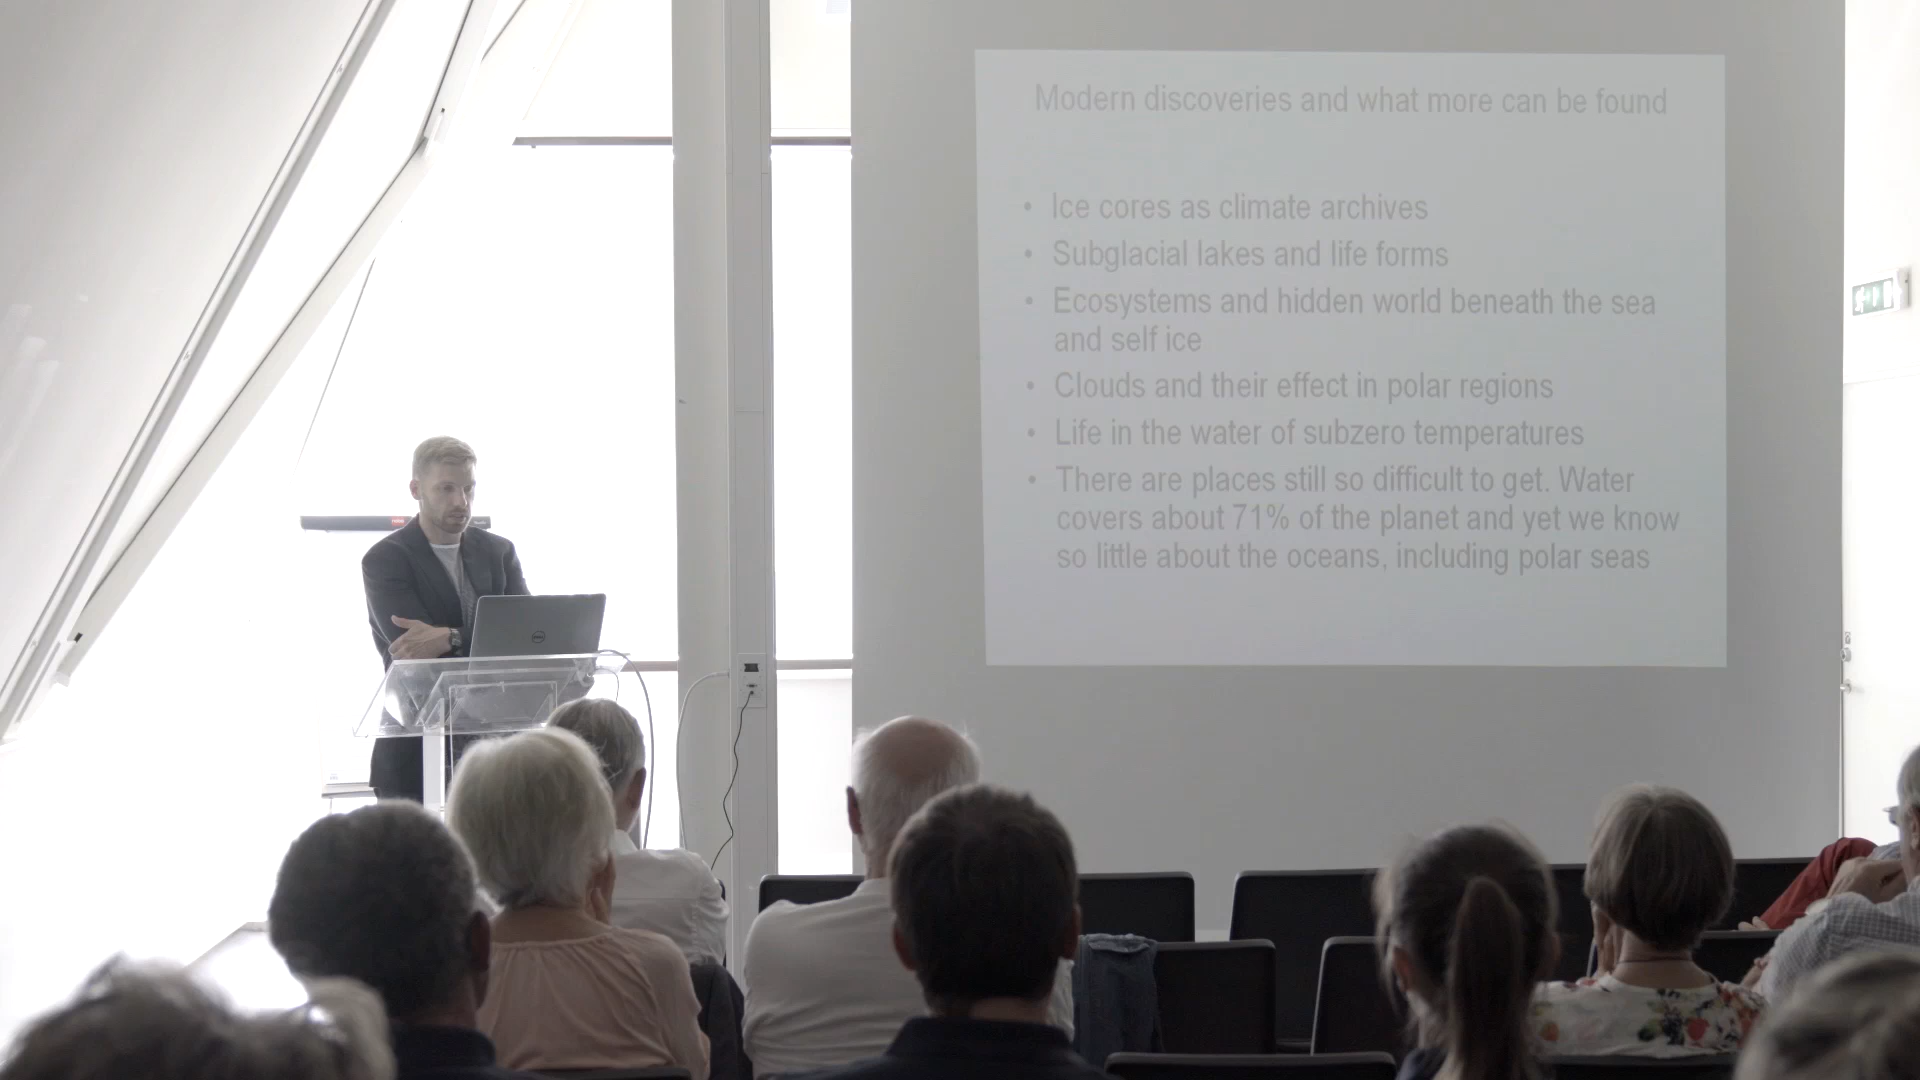 Modern discoveries and what more can be found
• Ice cores as climate archives
• Subglacial lakes and life forms
• Ecosystems and hidden world beneath the sea
and self ice
• Clouds and their effect in polar regions
• Life in the water of subzero temperatures
• There are places still so difficult to get. Water
covers about 71% of the planet and yet we know
so little about the oceans, including polar seas
DELL